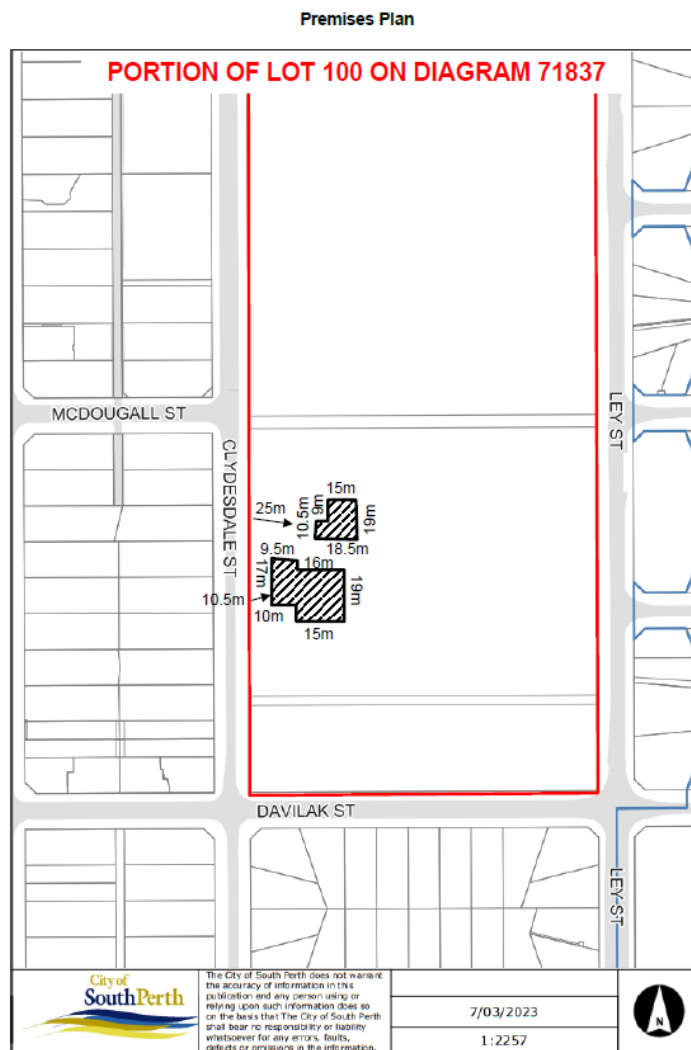 Premises Plan
PORTION OF LOT 100 ON DIAGRAM 71837
MCDOUGALL ST
CLYDESDALE ST
LEY ST
15m
25m
10.5m
9m
19m
18.5m
9.5m
16m
17m
19m
10.5m
10m
15m
DAVILAK ST
LEY ST
City of
SouthPerth
The City of South Perth does not warrant
the accuracy of information in this
publication and any person using or
relying upon such information does so
on the basis that The City of South Perth
shall bear no responsibility or liability
whatsoever for any errors, faults,
defects or omissions in the information.
7/03/2023
1:2257
N